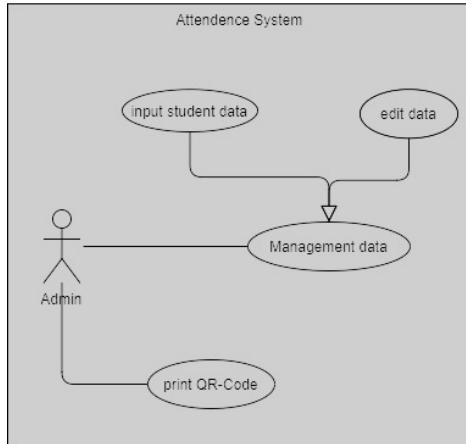 Attendence System
input student data
edit data
Management data
Admin
print QR-Code